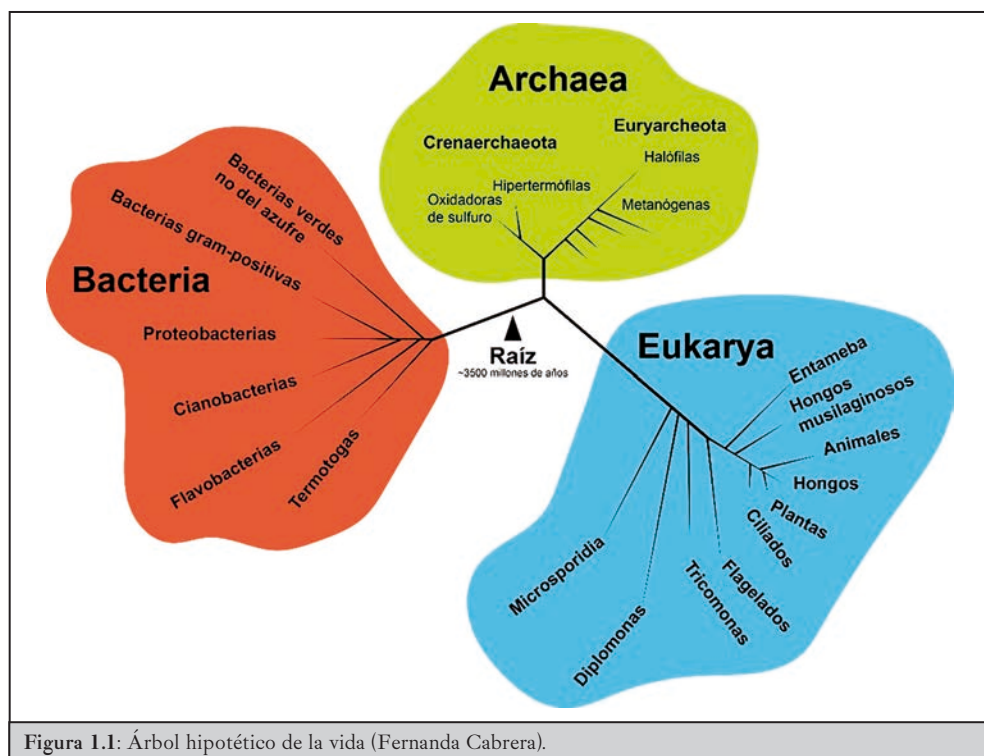 Archaea
Crenaerchaeota
Euryarcheota
Halófilas
Hipertermófilas
Oxidadoras
de sulfuro
Metanógenas
Bacteria
Bacterias verdes
no del azufre
Bacterias gram-positivas
Proteobacterias
Cianobacterias
Flavobacterias
Termotogas
Raíz
~3500 millones de años
Eukarya
Entameba
Hongos
musilaginosos
Animales
Hongos
Plantas
Ciliados
Flagelados
Tricomonas
Diplomonas
Microsporidia
Figura 1.1: Árbol hipotético de la vida (Fernanda Cabrera).